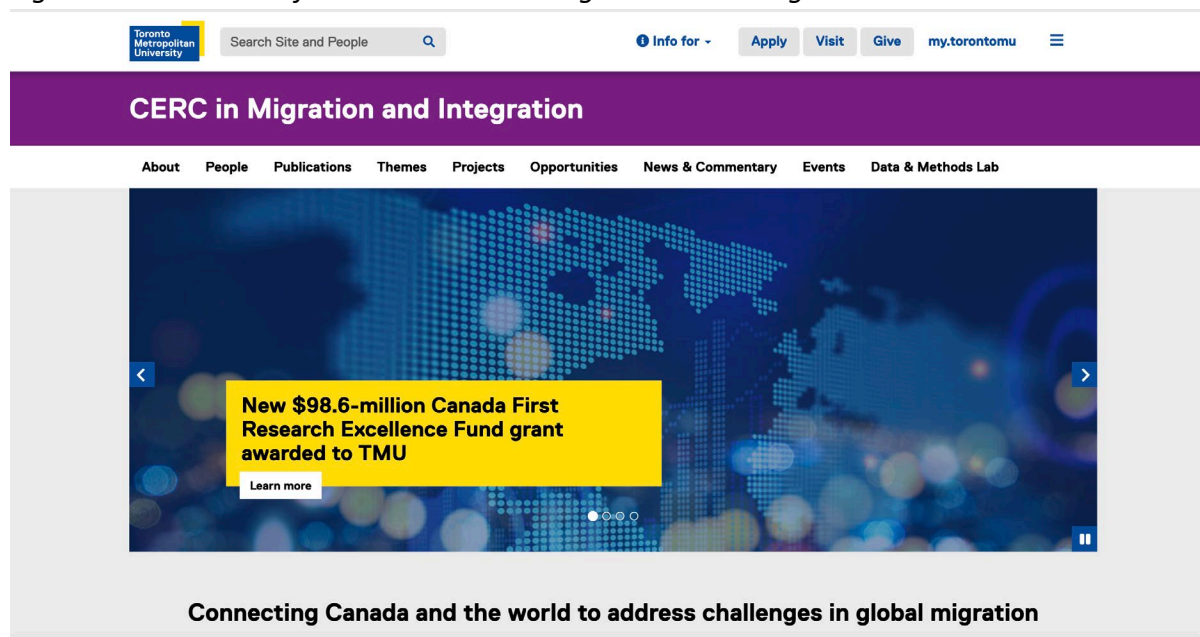 Toronto
Metropolitan
University
Search Site and People
Info for
Apply
Visit
Give
my.torontomu
CERC in Migration and Integration
About People Publications Themes Projects Opportunities News & Commentary Events Data & Methods Lab
New $98.6-million Canada First
Research Excellence Fund grant
awarded to TMU
Learn more
Connecting Canada and the world to address challenges in global migration